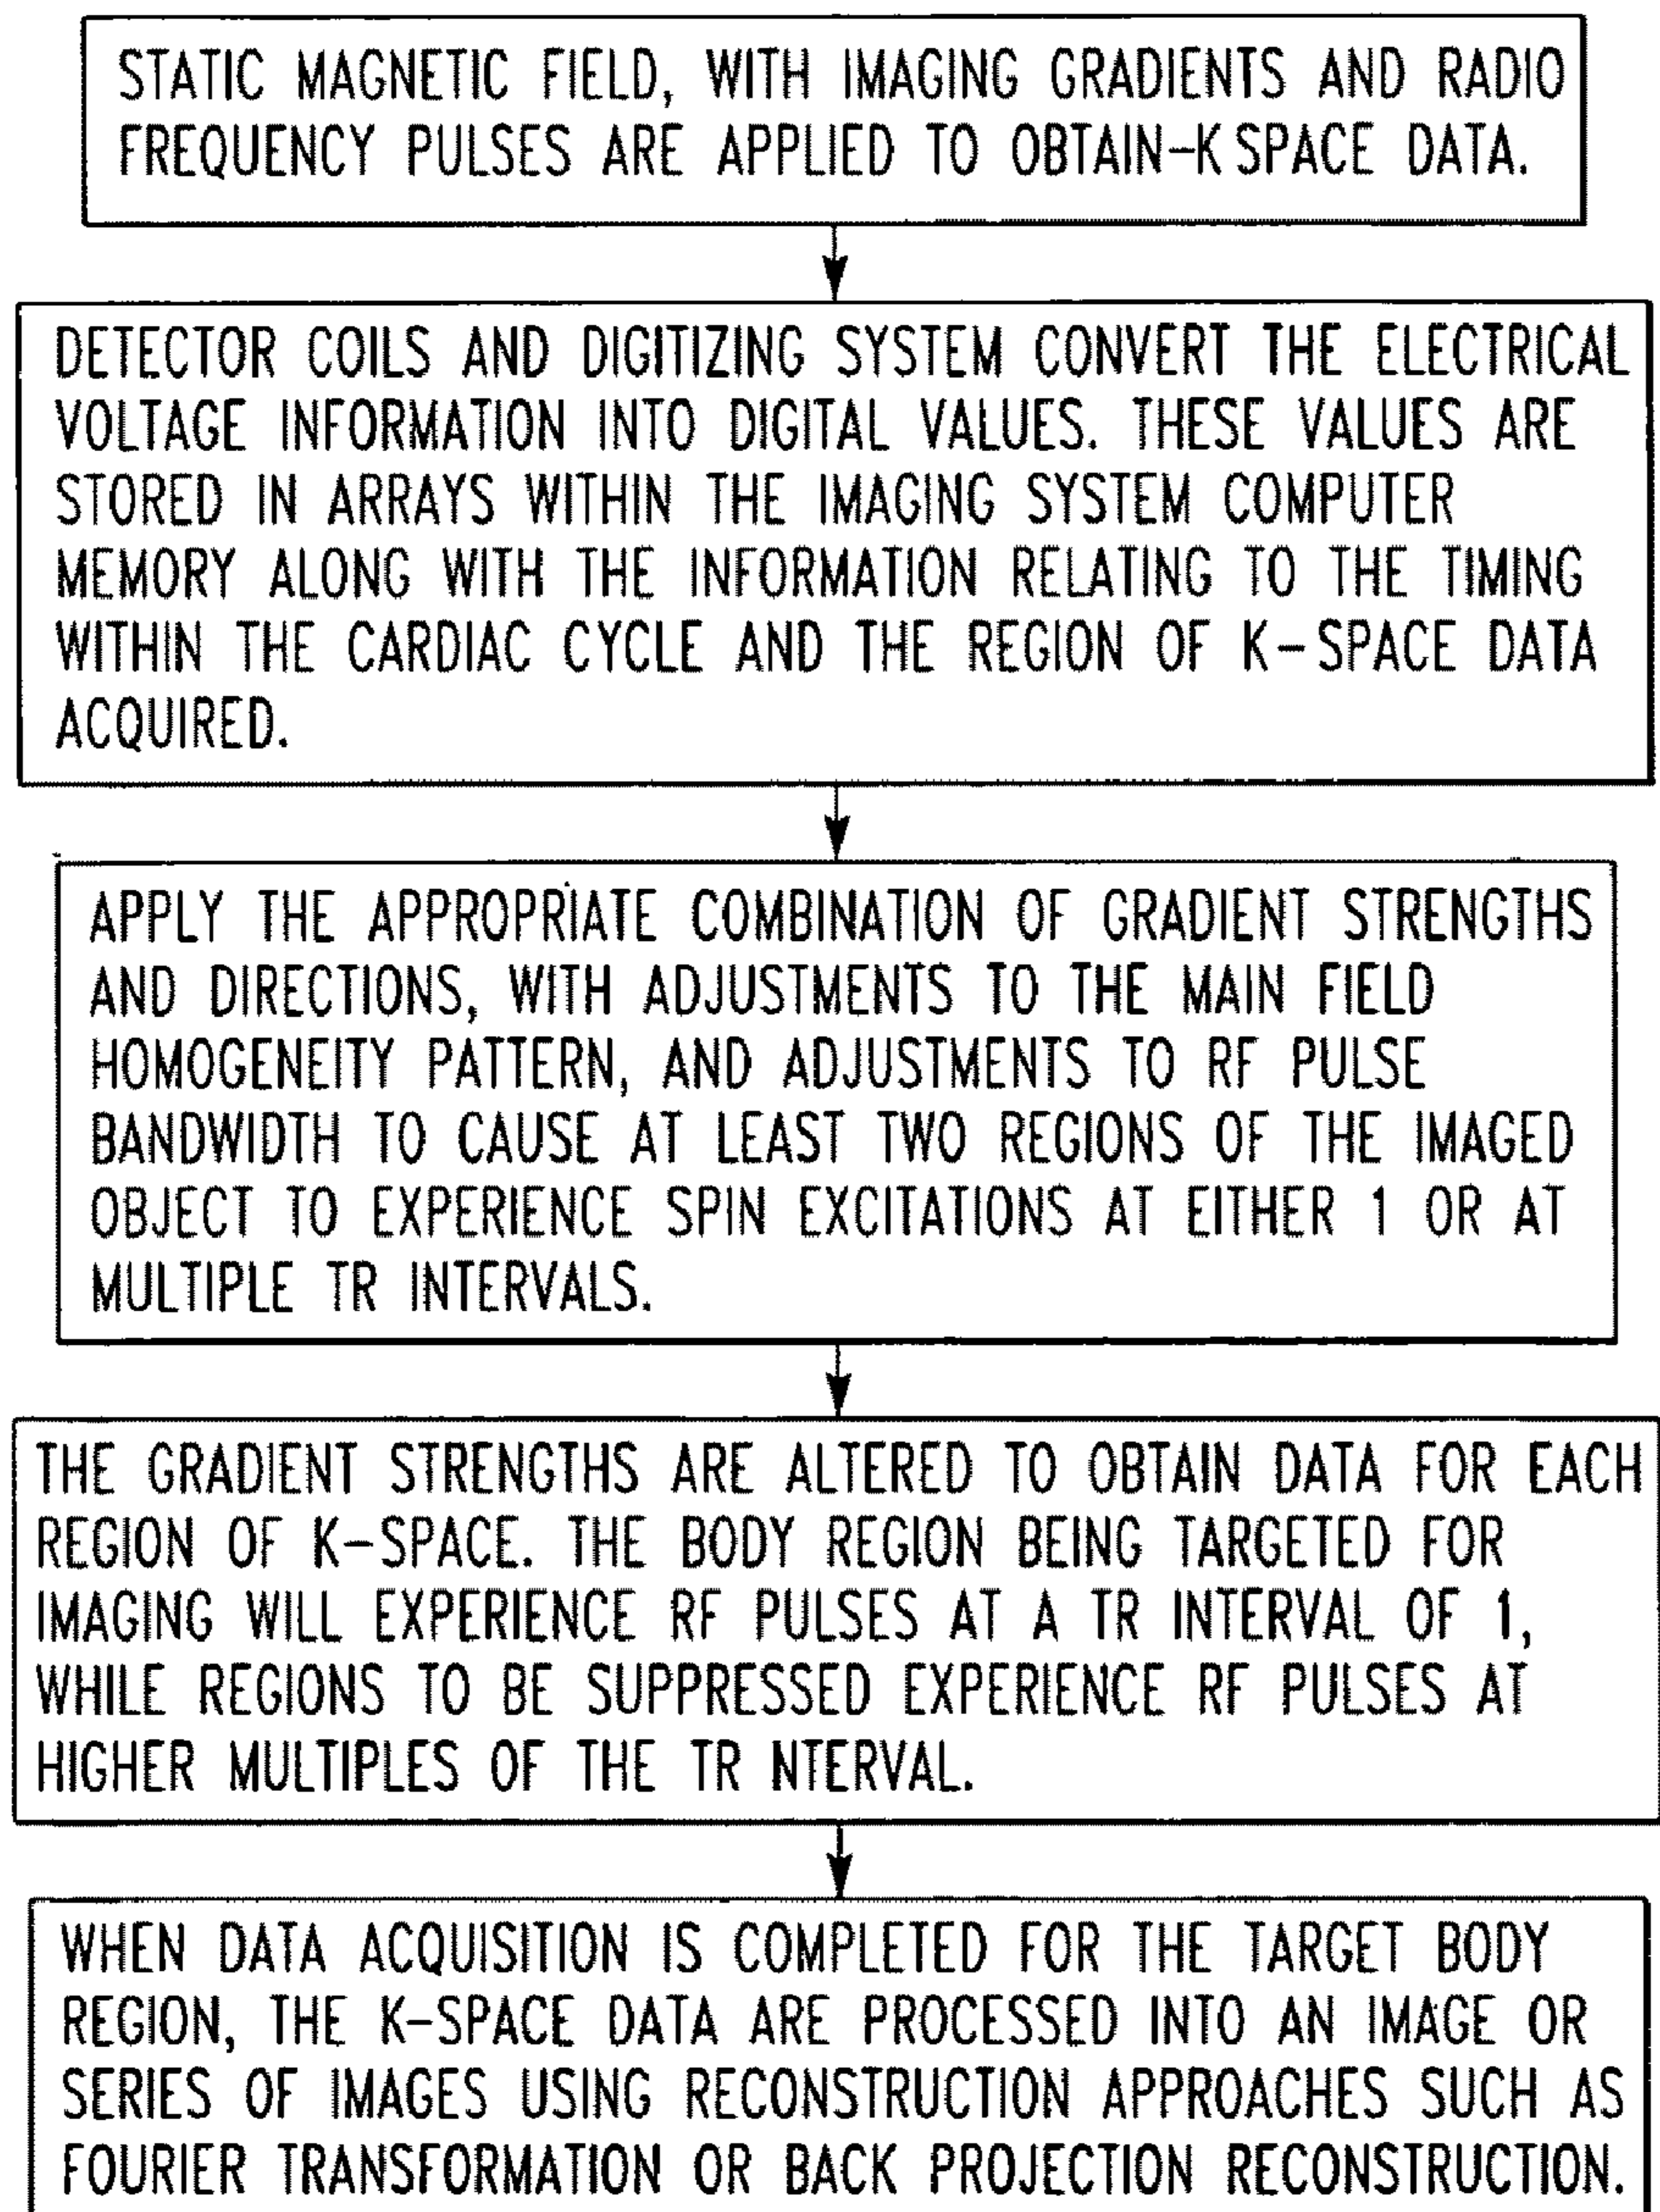 STATIC MAGNETIC FIELD, WITH IMAGING GRADIENTS AND RADIO
FREQUENCY PULSES ARE APPLIED TO OBTAIN-K SPACE DATA.
DETECTOR COILS AND DIGITIZING SYSTEM CONVERT THE ELECTRICAL
VOLTAGE INFORMATION INTO DIGITAL VALUES. THESE VALUES ARE
STORED IN ARRAYS WITHIN THE IMAGING SYSTEM COMPUTER
MEMORY ALONG WITH THE INFORMATION RELATING TO THE TIMING
WITHIN THE CARDIAC CYCLE AND THE REGION OF K-SPACE DATA
ACQUIRED.
APPLY THE APPROPRIATE COMBINATION OF GRADIENT STRENGTHS
AND DIRECTIONS, WITH ADJUSTMENTS TO THE MAIN FIELD
HOMOGENEITY PATTERN, AND ADJUSTMENTS TO RF PULSE
BANDWIDTH TO CAUSE AT LEAST TWO REGIONS OF THE IMAGED
OBJECT TO EXPERIENCE SPIN EXCITATIONS AT EITHER 1 OR AT
MULTIPLE TR INTERVALS.
THE GRADIENT STRENGTHS ARE ALTERED TO OBTAIN DATA FOR EACH
REGION OF K-SPACE. THE BODY REGION BEING TARGETED FOR
IMAGING WILL EXPERIENCE RF PULSES AT A TR INTERVAL OF 1,
WHILE REGIONS TO BE SUPPRESSED EXPERIENCE RF PULSES AT
HIGHER MULTIPLES OF THE TR NTERVAL.
WHEN DATA ACQUISITION IS COMPLETED FOR THE TARGET BODY
REGION, THE K-SPACE DATA ARE PROCESSED INTO AN IMAGE OR
SERIES OF IMAGES USING RECONSTRUCTION APPROACHES SUCH AS
FOURIER TRANSFORMATION OR BACK PROJECTION RECONSTRUCTION.